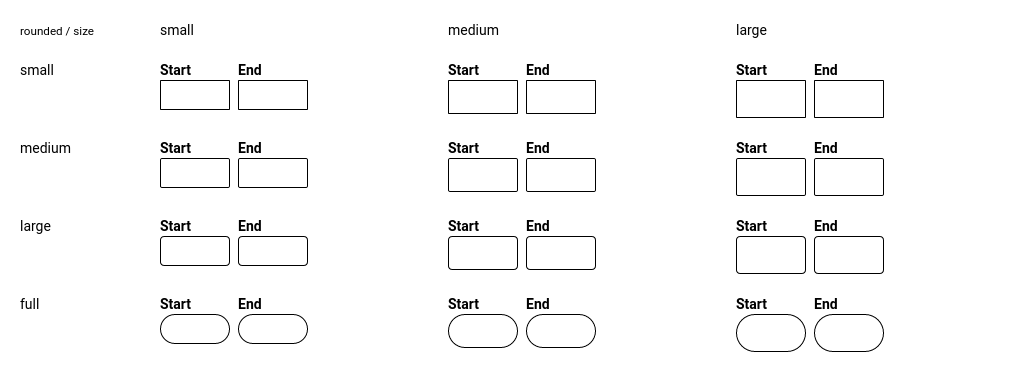 rounded / size small medium large
small Start End Start End Start End
medium Start End Start End Start End
large Start End Start End Start End
full Start End Start End Start End